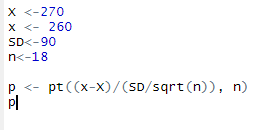 X <-270
x <- 260
SD<-90
n<-18
p <- pt((x-X)/(SD/sqrt(n)), n)
p